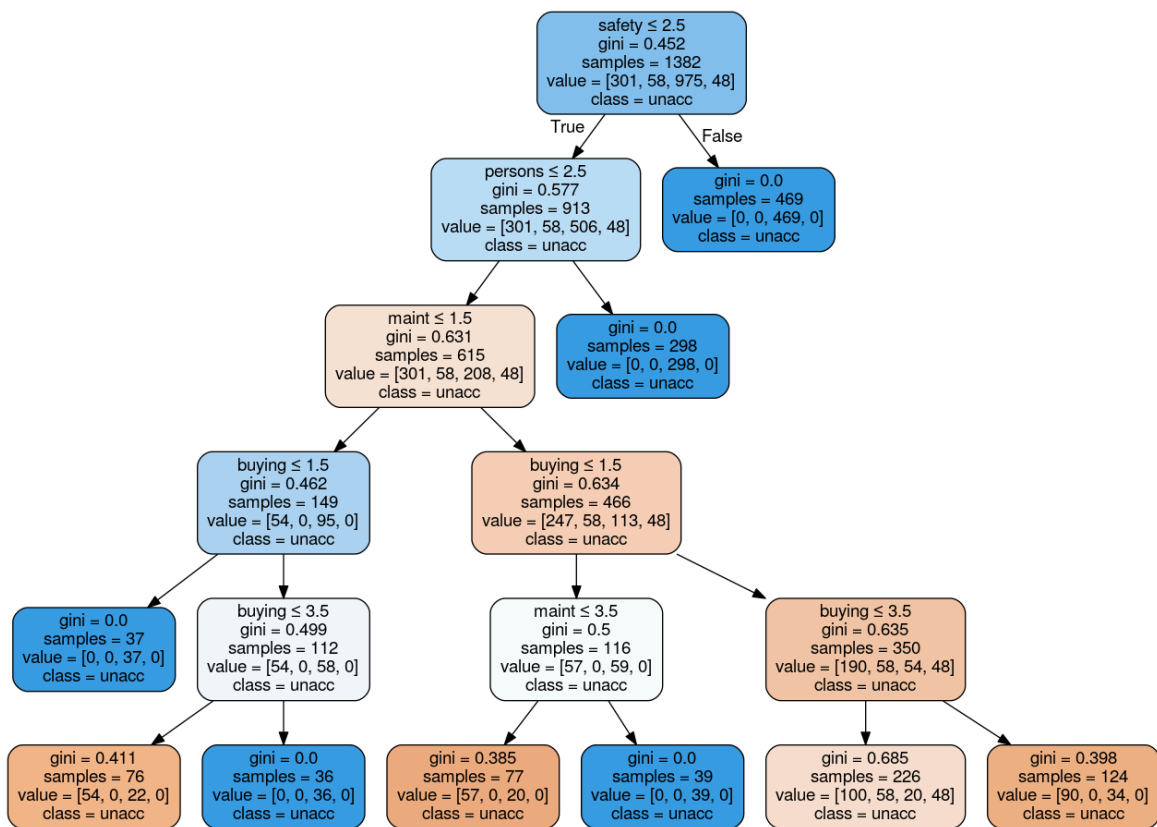 safety ≤ 2.5
gini = 0.452
samples = 1382
value = [301, 58, 975, 48]
class = unacc
True
False
persons ≤ 2.5
gini = 0.577
samples = 913
value = [301, 58, 506, 48]
class = unacc
gini = 0.0
samples = 469
value = [0, 0, 469, 0]
class = unacc
maint ≤ 1.5
gini = 0.631
samples = 615
value = [301, 58, 208, 48]
class = unacc
gini = 0.0
samples = 298
value = [0, 0, 298, 0]
class = unacc
buying ≤ 1.5
gini = 0.462
samples = 149
value = [54, 0, 95, 0]
class = unacc
buying ≤ 1.5
gini = 0.634
samples = 466
value = [247, 58, 113, 48]
class = unacc
gini = 0.0
samples = 37
value = [0, 0, 37, 0]
class = unacc
buying ≤ 3.5
gini = 0.499
samples = 112
value = [54, 0, 58, 0]
class = unacc
maint ≤ 3.5
gini = 0.5
samples = 116
value = [57, 0, 59, 0]
class = unacc
buying ≤ 3.5
gini = 0.635
samples = 350
value = [190, 58, 54, 48]
class = unacc
gini = 0.411
samples = 76
value = [54, 0, 22, 0]
class = unacc
gini = 0.0
samples = 36
value = [0, 0, 36, 0]
class = unacc
gini = 0.385
samples = 77
value = [57, 0, 20, 0]
class = unacc
gini = 0.0
samples = 39
value = [0, 0, 39, 0]
class = unacc
gini = 0.685
samples = 226
value = [100, 58, 20, 48]
class = unacc
gini = 0.398
samples = 124
value = [90, 0, 34, 0]
class = unacc